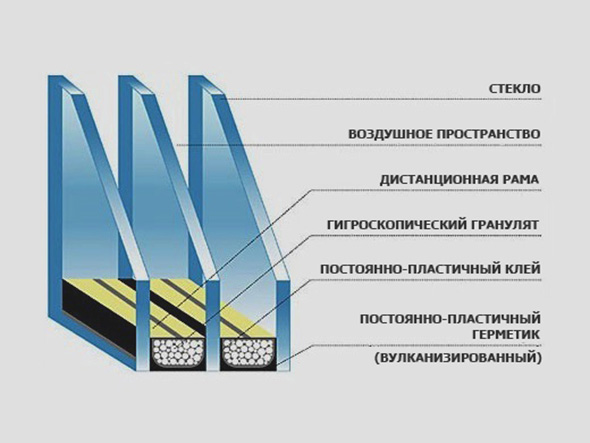 СТЕКЛО
ВОЗДУШНОЕ ПРОСТРАНСТВО
ДИСТАНЦИОННАЯ РАМА
ГИГРОСКОПИЧЕСКИЙ ГРАНУЛЯТ
ПОСТОЯННО-ПЛАСТИЧНЫЙ КЛЕЙ
ПОСТОЯННО-ПЛАСТИЧНЫЙ
ГЕРМЕТИК
(ВУЛКАНИЗИРОВАННЫЙ)